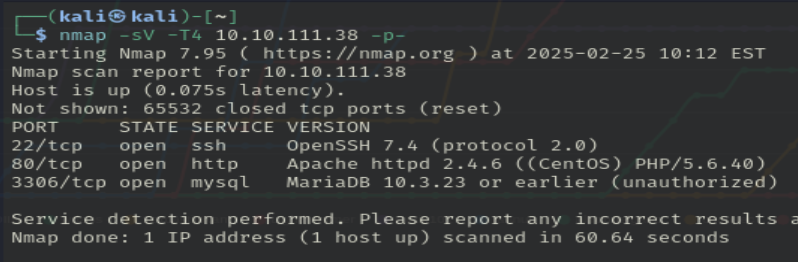 ┌──(kali㉿kali)-[~]
└─$ nmap -sV -T4 10.10.111.38 -p-
Starting Nmap 7.95 ( https://nmap.org ) at 2025-02-25 10:12 EST
Nmap scan report for 10.10.111.38
Host is up (0.075s latency).
Not shown: 65532 closed tcp ports (reset)
PORT     STATE SERVICE VERSION
22/tcp   open  ssh     OpenSSH 7.4 (protocol 2.0)
80/tcp   open  http    Apache httpd 2.4.6 ((CentOS) PHP/5.6.40)
3306/tcp open  mysql   MariaDB 10.3.23 or earlier (unauthorized)
Service detection performed. Please report any incorrect results a
Nmap done: 1 IP address (1 host up) scanned in 60.64 seconds